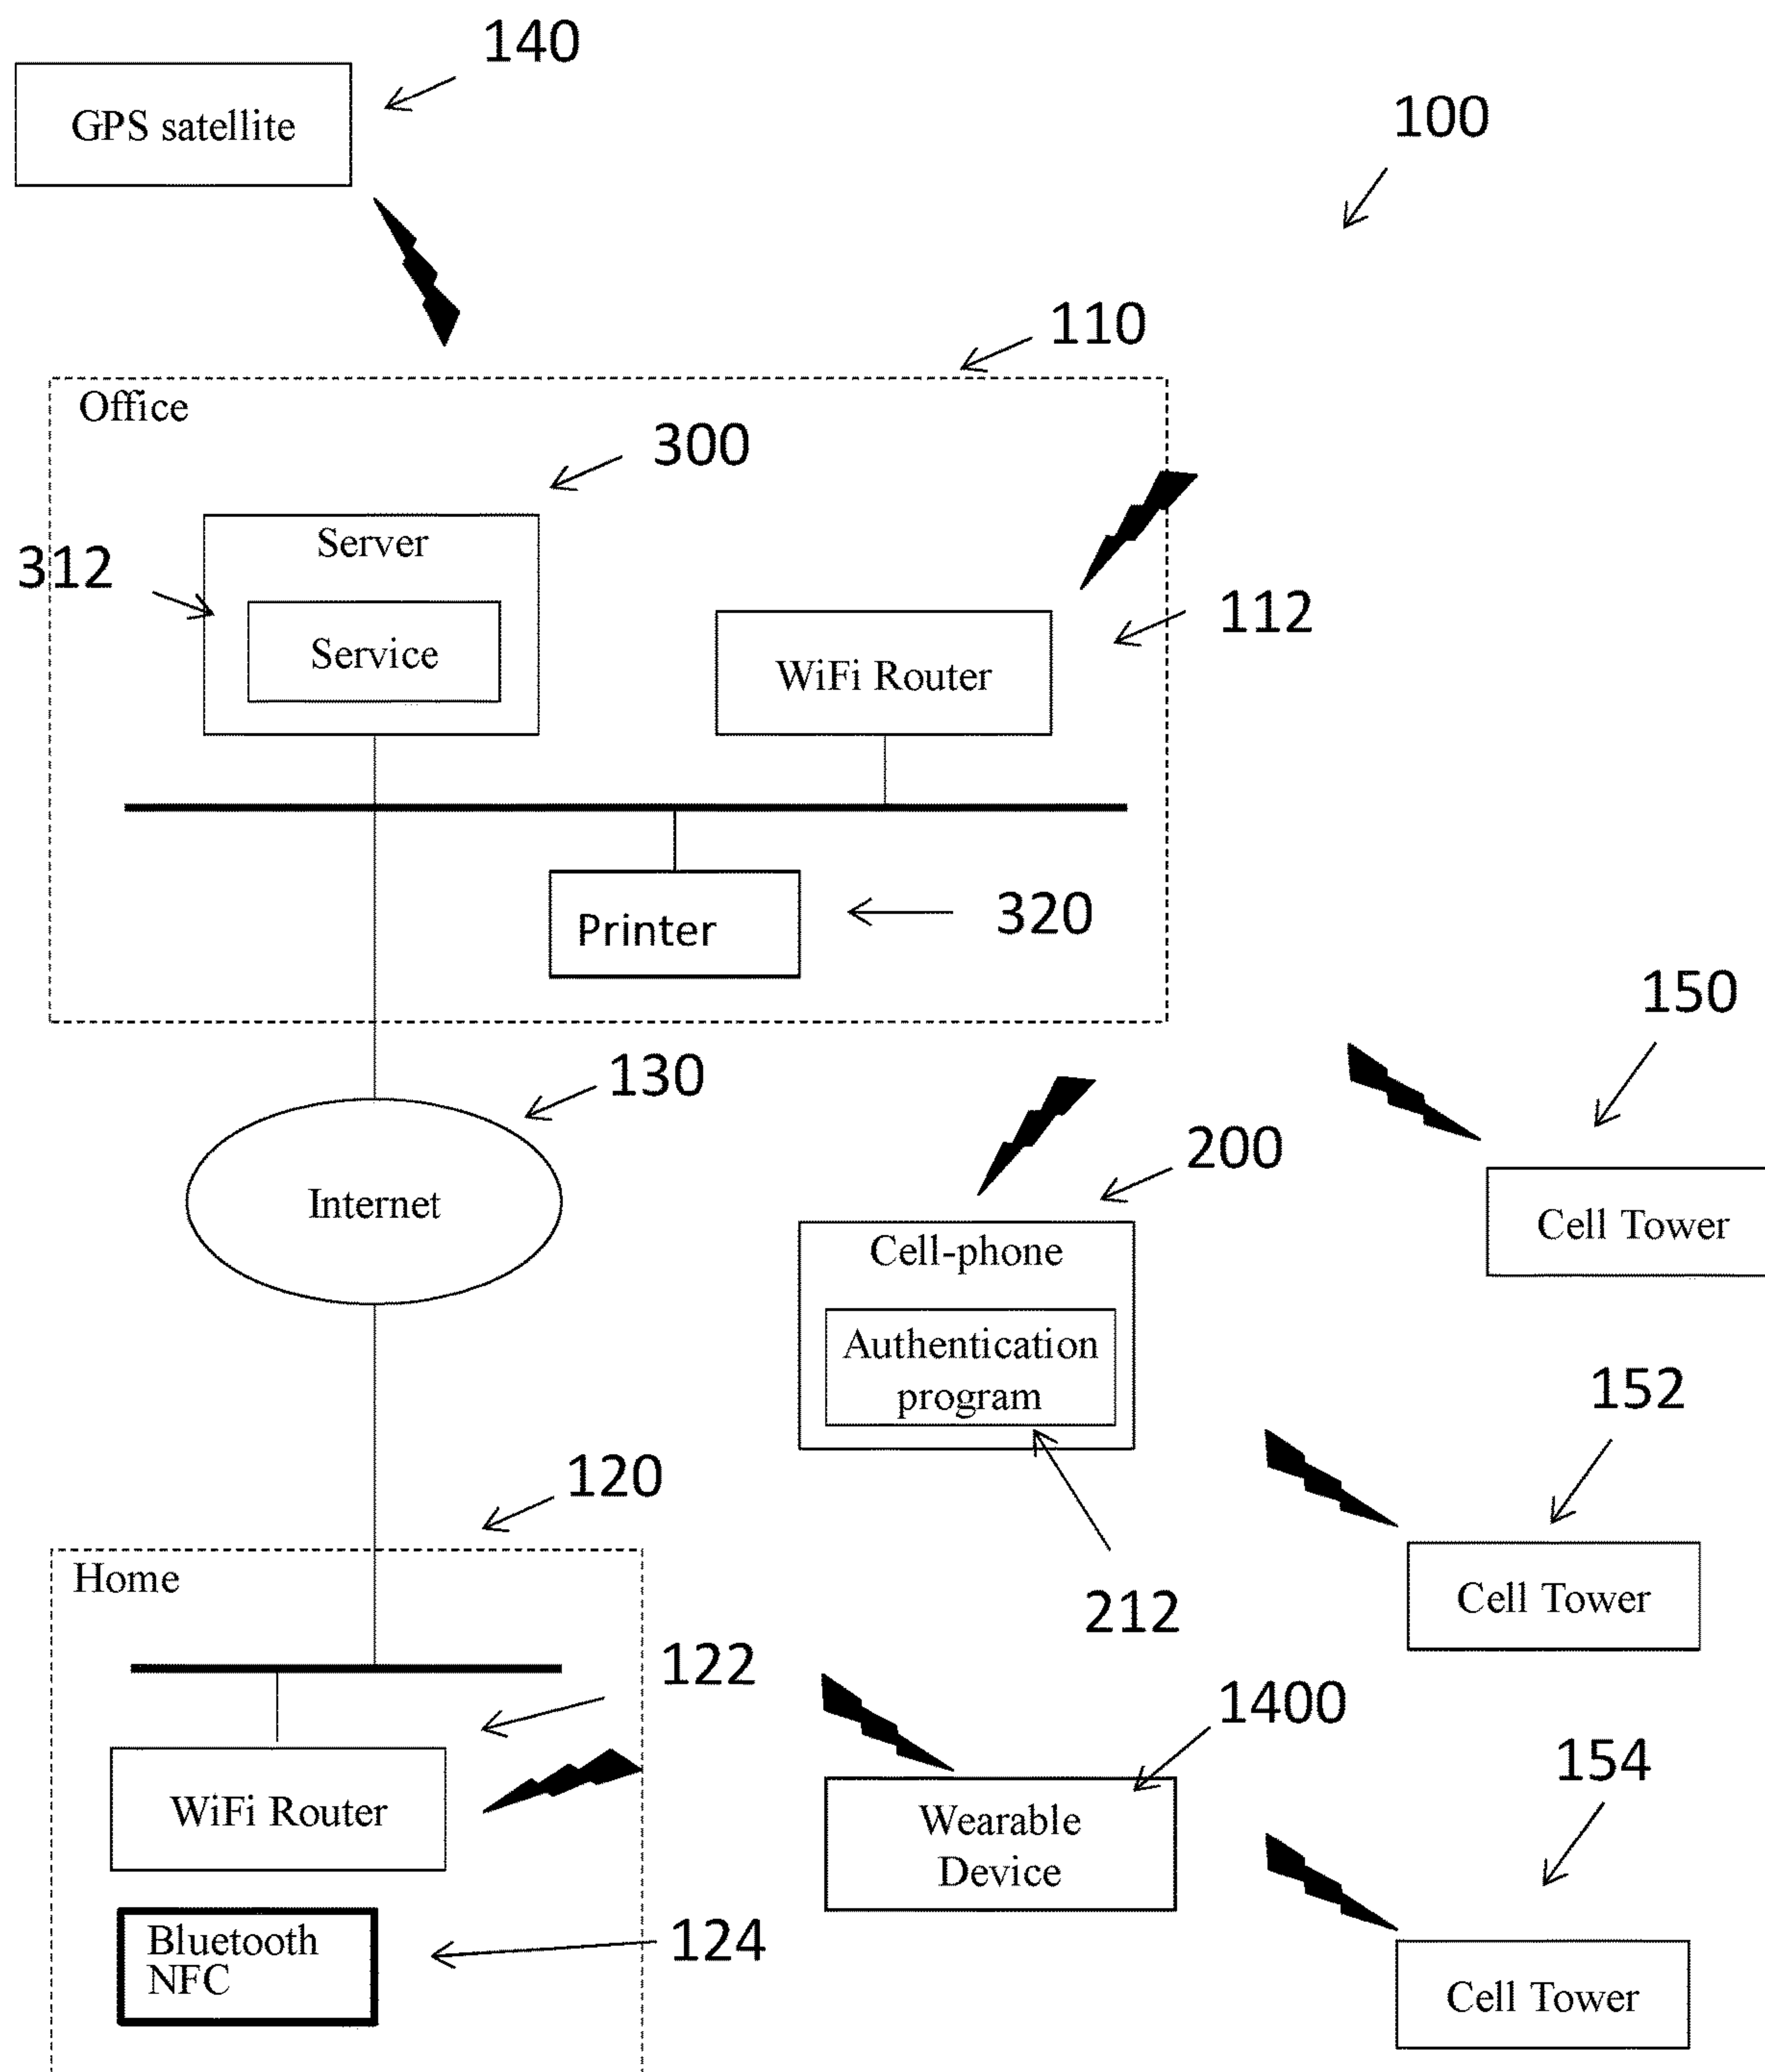 140
GPS satellite
100
110
Office
300
Server
312
Service
112
WiFi Router
Printer
320
150
130
200
Internet
Cell-phone
Cell Tower
Authentication
program
152
120
Home
212
Cell Tower
122
1400
154
WiFi Router
Wearable
Device
Bluetooth
NFC
124
Cell Tower